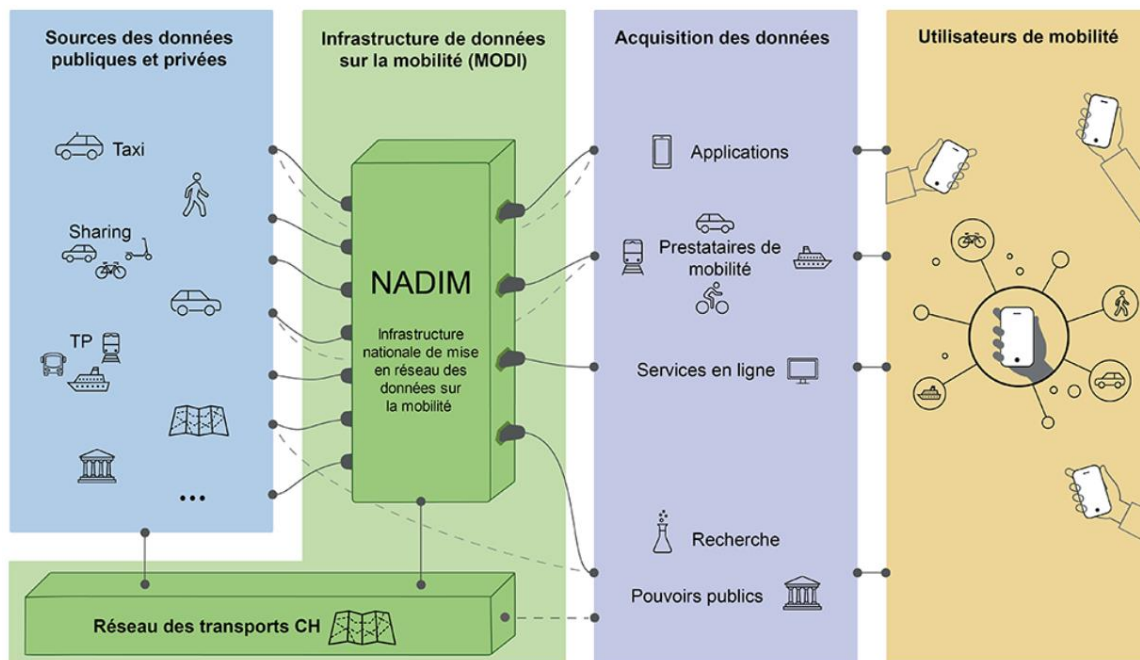 Sources des données
publiques et privées
Taxi
Sharing
TP
...
Infrastructure de données
sur la mobilité (MODI)
NADIM
Infrastructure
nationale de mise
en réseau des
données sur
la mobilité
Réseau des transports CH
Acquisition des données
Applications
Prestataires de
mobilité
Services en ligne
Recherche
Pouvoirs publics
Utilisateurs de mobilité